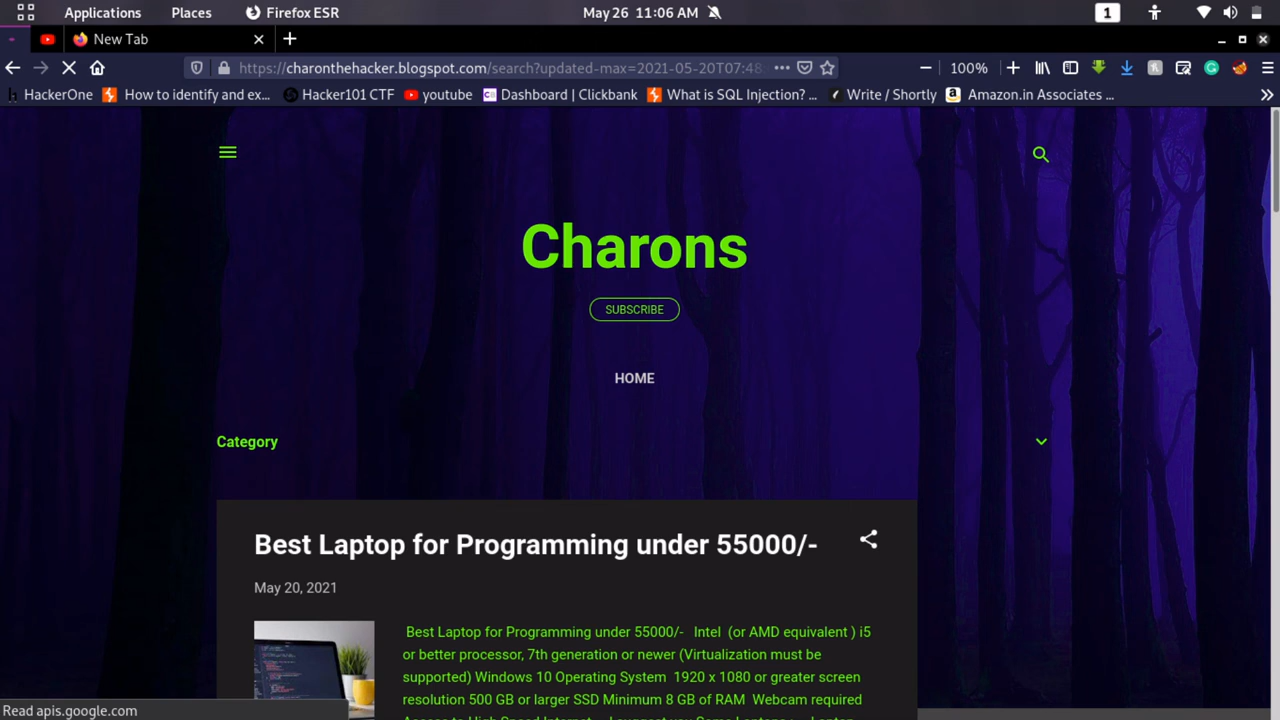 Applications Places Firefox ESR May 26 11:06 AM 1
New Tab
https://charonthehacker.blogspot.com/search?updated-max=2021-05-20T07:48 100%
HackerOne How to identify and ex... Hacker101 CTF youtube Dashboard | Clickbank What is SQL Injection? ... Write / Shortly Amazon.in Associates ...
Charons
SUBSCRIBE
HOME
Category
Best Laptop for Programming under 55000/-
May 20, 2021
Best Laptop for Programming under 55000/- Intel (or AMD equivalent ) i5
or better processor, 7th generation or newer (Virtualization must be
supported) Windows 10 Operating System 1920 x 1080 or greater screen
resolution 500 GB or larger SSD Minimum 8 GB of RAM Webcam required
Read apis.google.com